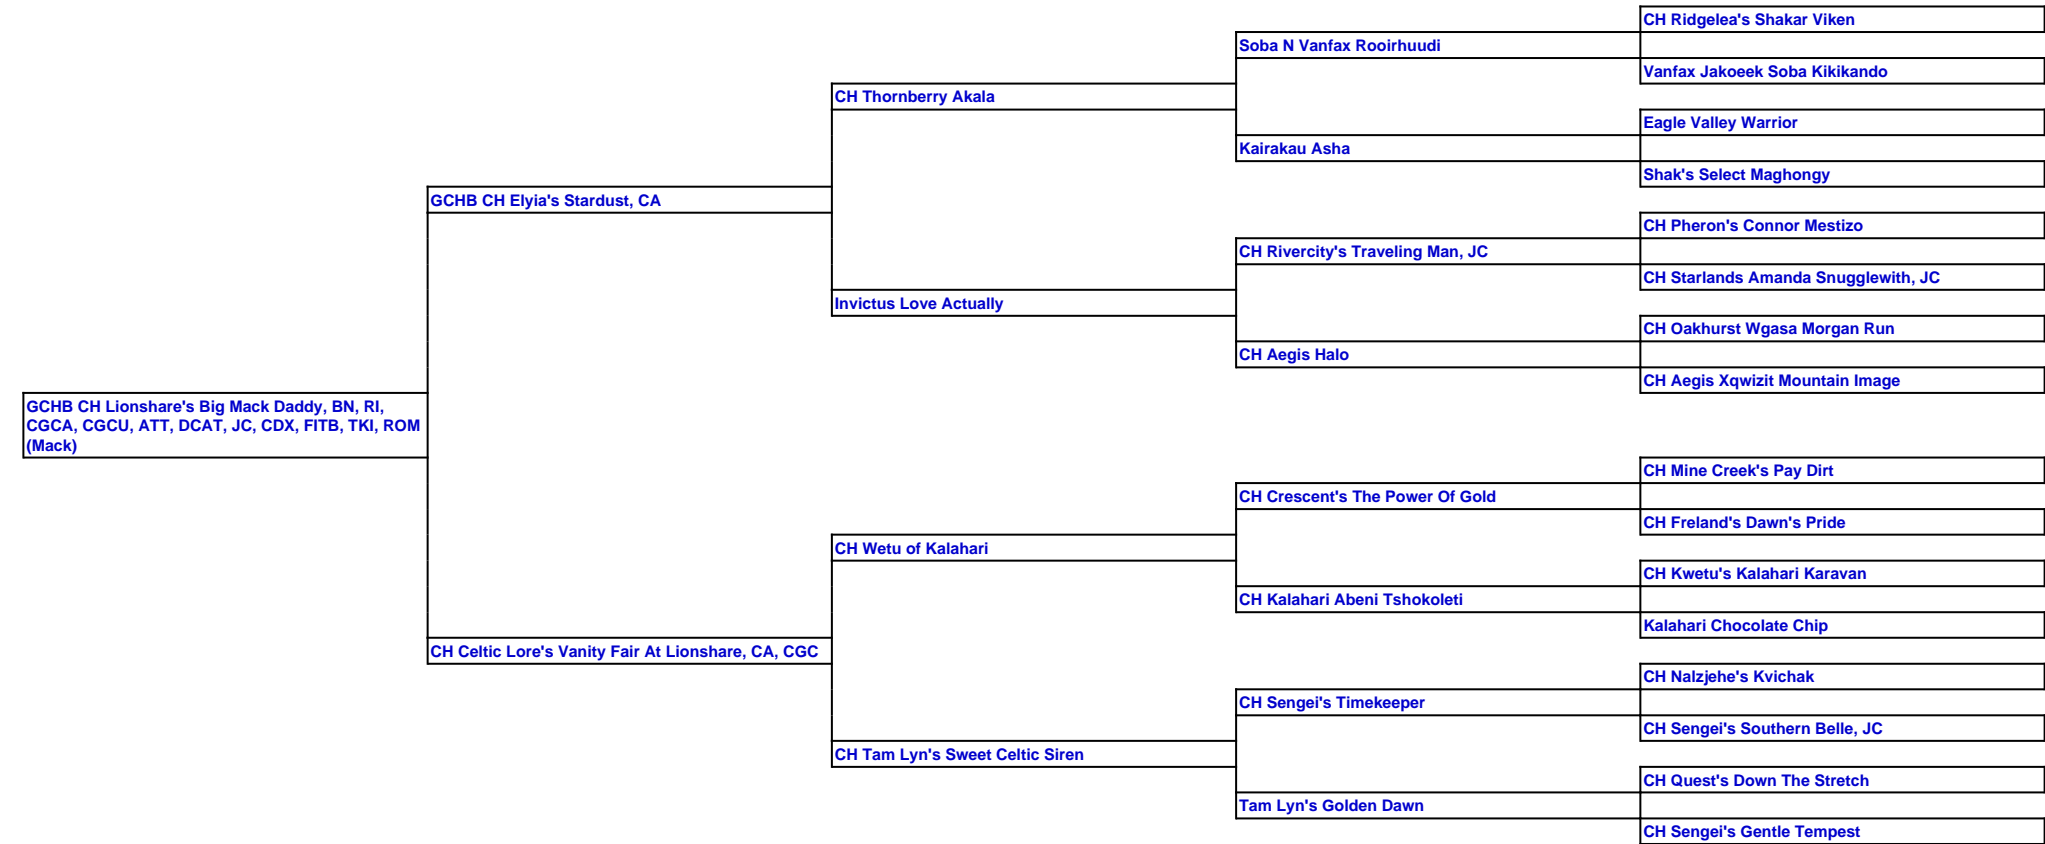 CH Ridgelea's Shakar Viken
Soba N Vanfax Rooirhuudi
Vanfax Jakoeek Soba Kikikando
CH Thornberry Akala
Eagle Valley Warrior
Kairakau Asha
Shak's Select Maghongy
GCHB CH Elyia's Stardust, CA
CH Pheron's Connor Mestizo
CH Rivercity's Traveling Man, JC
CH Starlands Amanda Snugglewith, JC
Invictus Love Actually
CH Oakhurst Wgasa Morgan Run
CH Aegis Halo
CH Aegis Xqwizit Mountain Image
GCHB CH Lionshare's Big Mack Daddy, BN, RI,
CGCA, CGCU, ATT, DCAT, JC, CDX, FITB, TKI, ROM
(Mack)
CH Mine Creek's Pay Dirt
CH Crescent's The Power Of Gold
CH Freland's Dawn's Pride
CH Wetu of Kalahari
CH Kwetu's Kalahari Karavan
CH Kalahari Abeni Tshokoleti
Kalahari Chocolate Chip
CH Celtic Lore's Vanity Fair At Lionshare, CA, CGC
CH Nalzjehe's Kvichak
CH Sengei's Timekeeper
CH Sengei's Southern Belle, JC
CH Tam Lyn's Sweet Celtic Siren
CH Quest's Down The Stretch
Tam Lyn's Golden Dawn
CH Sengei's Gentle Tempest